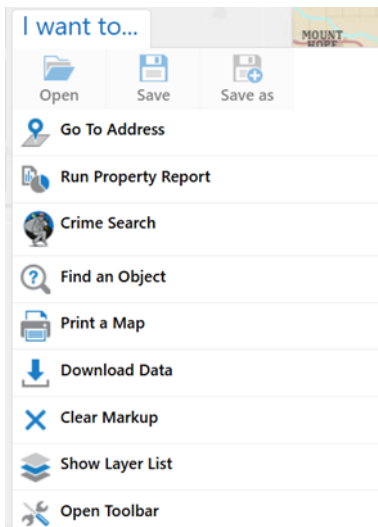 I want to...
MOUNT
HOPE
Open Save Save as
Go To Address
Run Property Report
Crime Search
Find an Object
Print a Map
Download Data
Clear Markup
Show Layer List
Open Toolbar